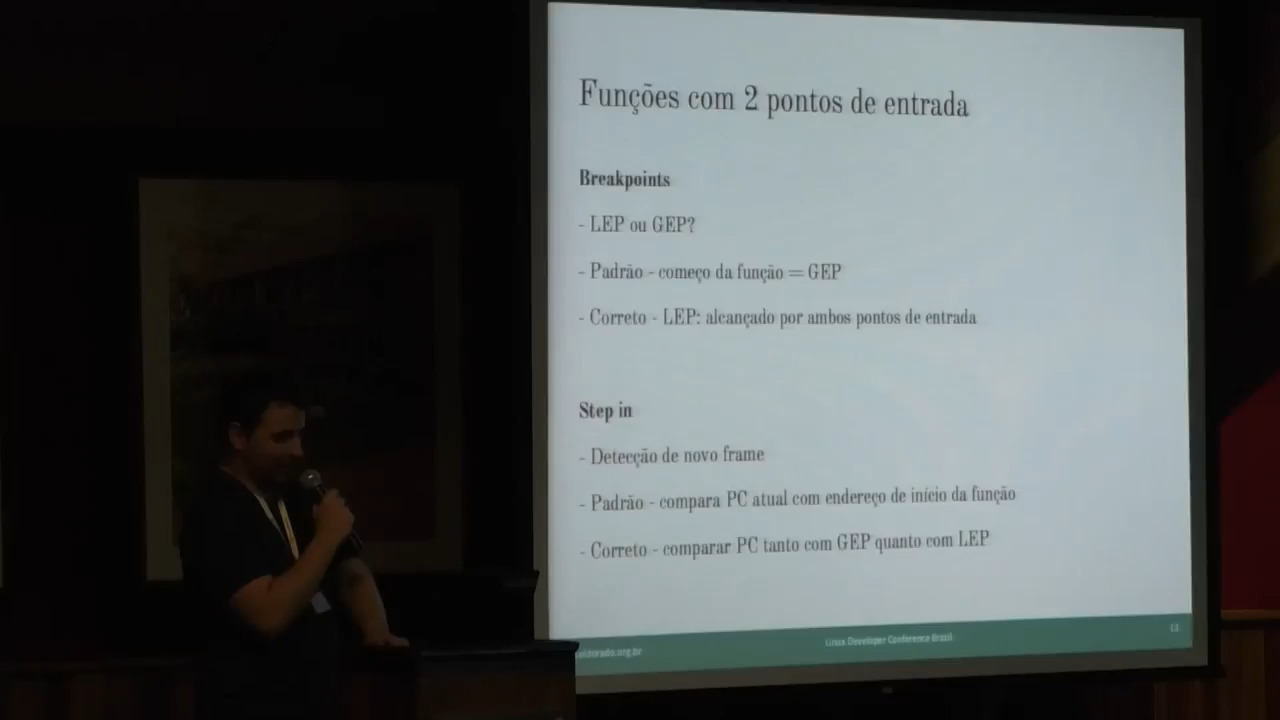 Funções com 2 pontos de entrada
Breakpoints
- LEP ou GEP?
- Padrão - começo da função = GEP
- Correto - LEP: alcançado por ambos pontos de entrada
Step in
- Detecção de novo frame
- Padrão - compara PC atual com endereço de início da função
- Correto - comparar PC tanto com GEP quanto com LEP
Linux Developer Conference Brazil